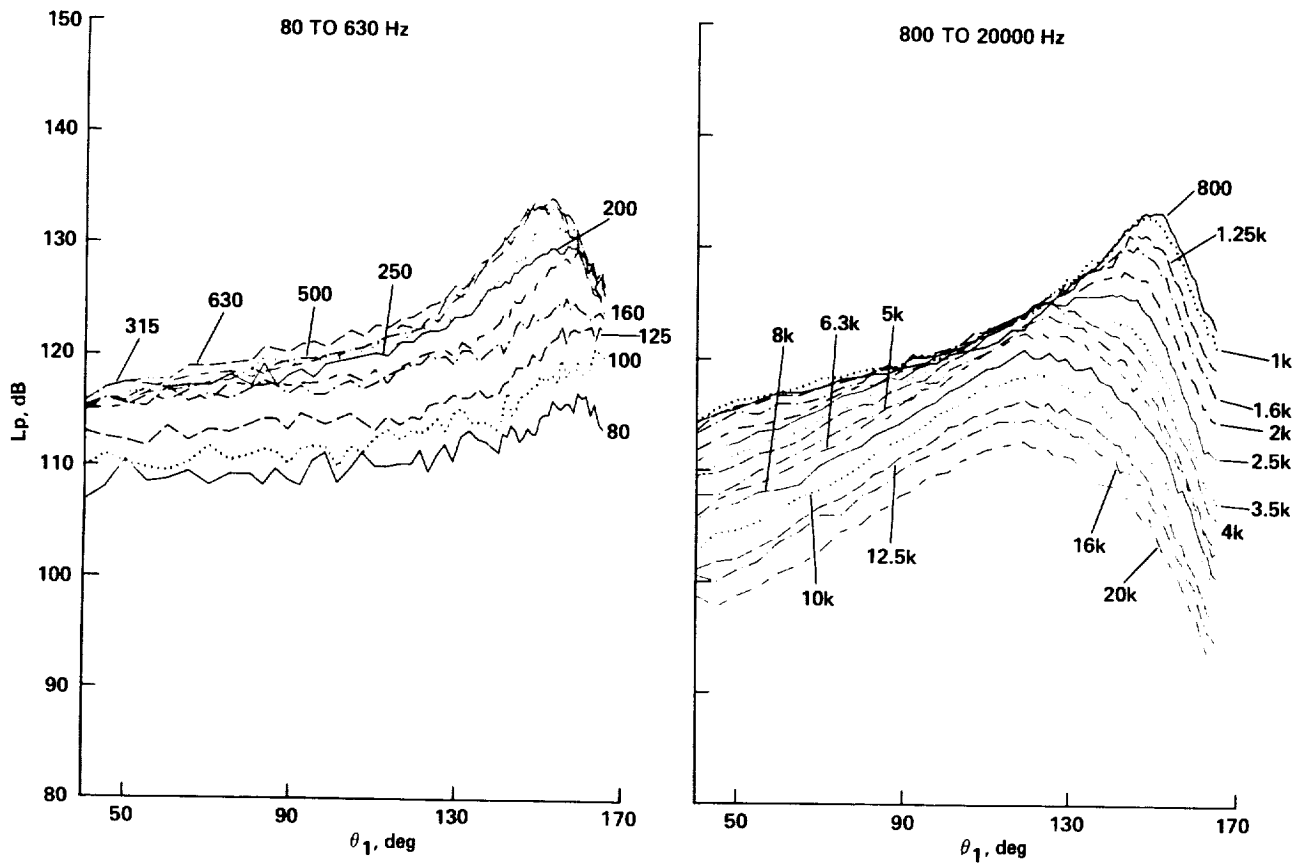 80 TO 630 Hz
150
140
130
120
110
100
90
80
Lp, dB
50
90
130
170
θ1, deg
315
630
500
250
200
160
125
100
80
800 TO 20000 Hz
8k
6.3k
5k
10k
12.5k
16k
20k
800
1.25k
1k
1.6k
2k
2.5k
3.5k
4k
50
90
130
170
θ1, deg